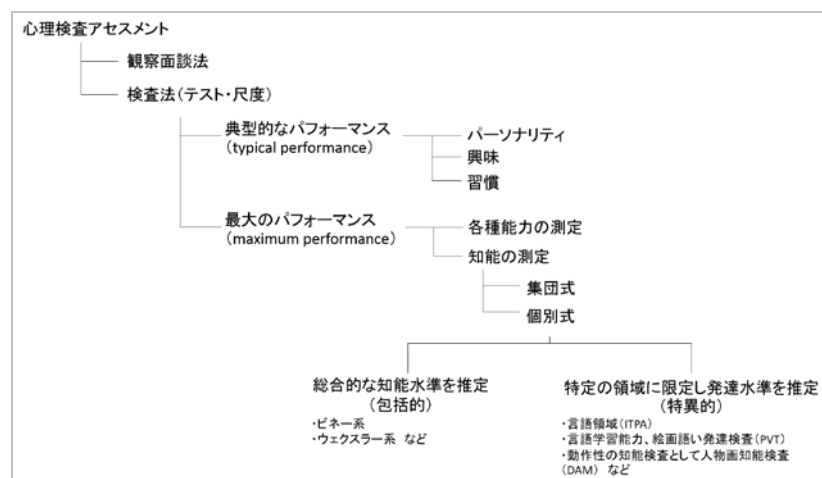 心理検査アセスメント
観察面談法
検査法(テスト・尺度)
典型的なパフォーマンス
(typical performance)
パーソナリティ
興味
習慣
最大のパフォーマンス
(maximum performance)
各種能力の測定
知能の測定
集団式
個別式
総合的な知能水準を推定
(包括的)
・ビネー系
・ウェクスラー系 など
特定の領域に限定し発達水準を推定
(特異的)
・言語領域(ITPA)
・言語学習能力、絵画語い発達検査(PVT)
・動作性の知能検査として人物画知能検査
(DAM) など